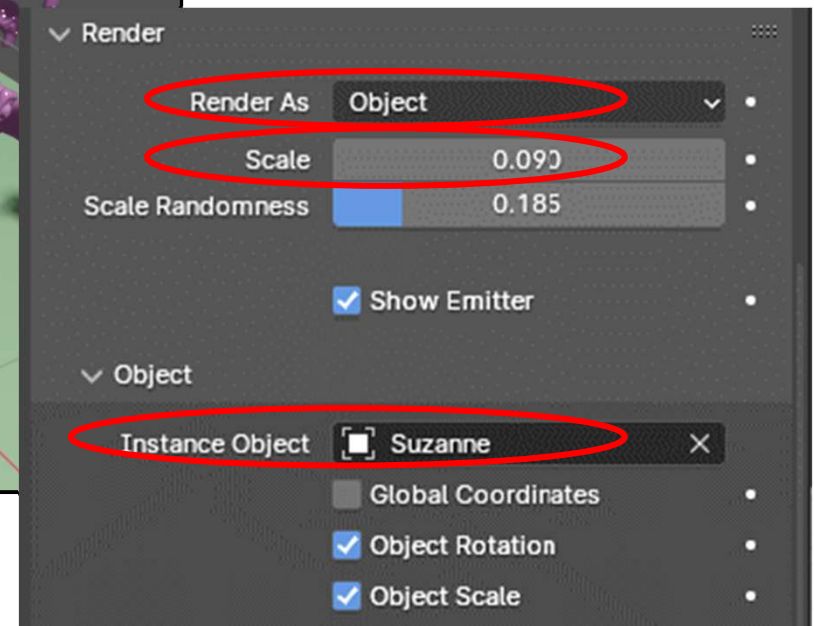 Render
Render As Object
Scale 0.090
Scale Randomness 0.185
Show Emitter
Object
Instance Object Suzanne
Global Coordinates
Object Rotation
Object Scale